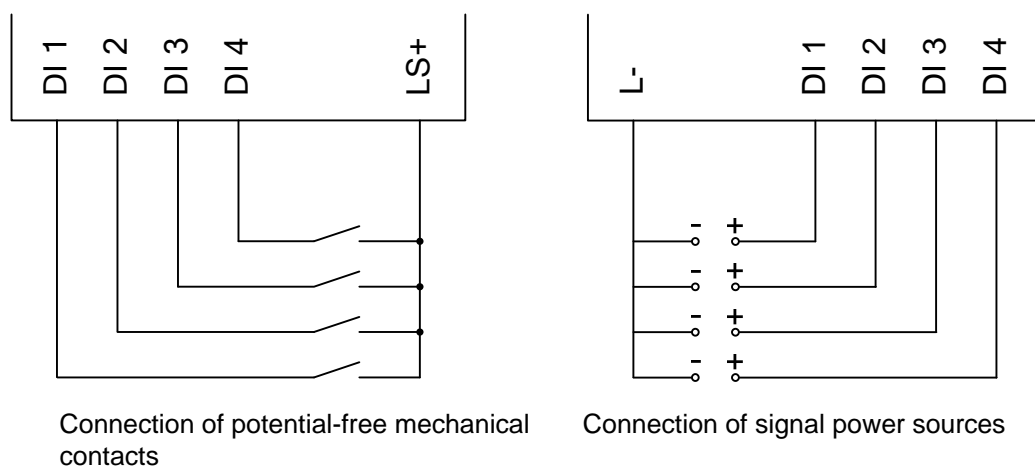 DI 1
DI 2
DI 3
DI 4
LS+
L-
DI 1
DI 2
DI 3
DI 4
- +
- +
- +
- +
Connection of potential-free mechanical
contacts
Connection of signal power sources